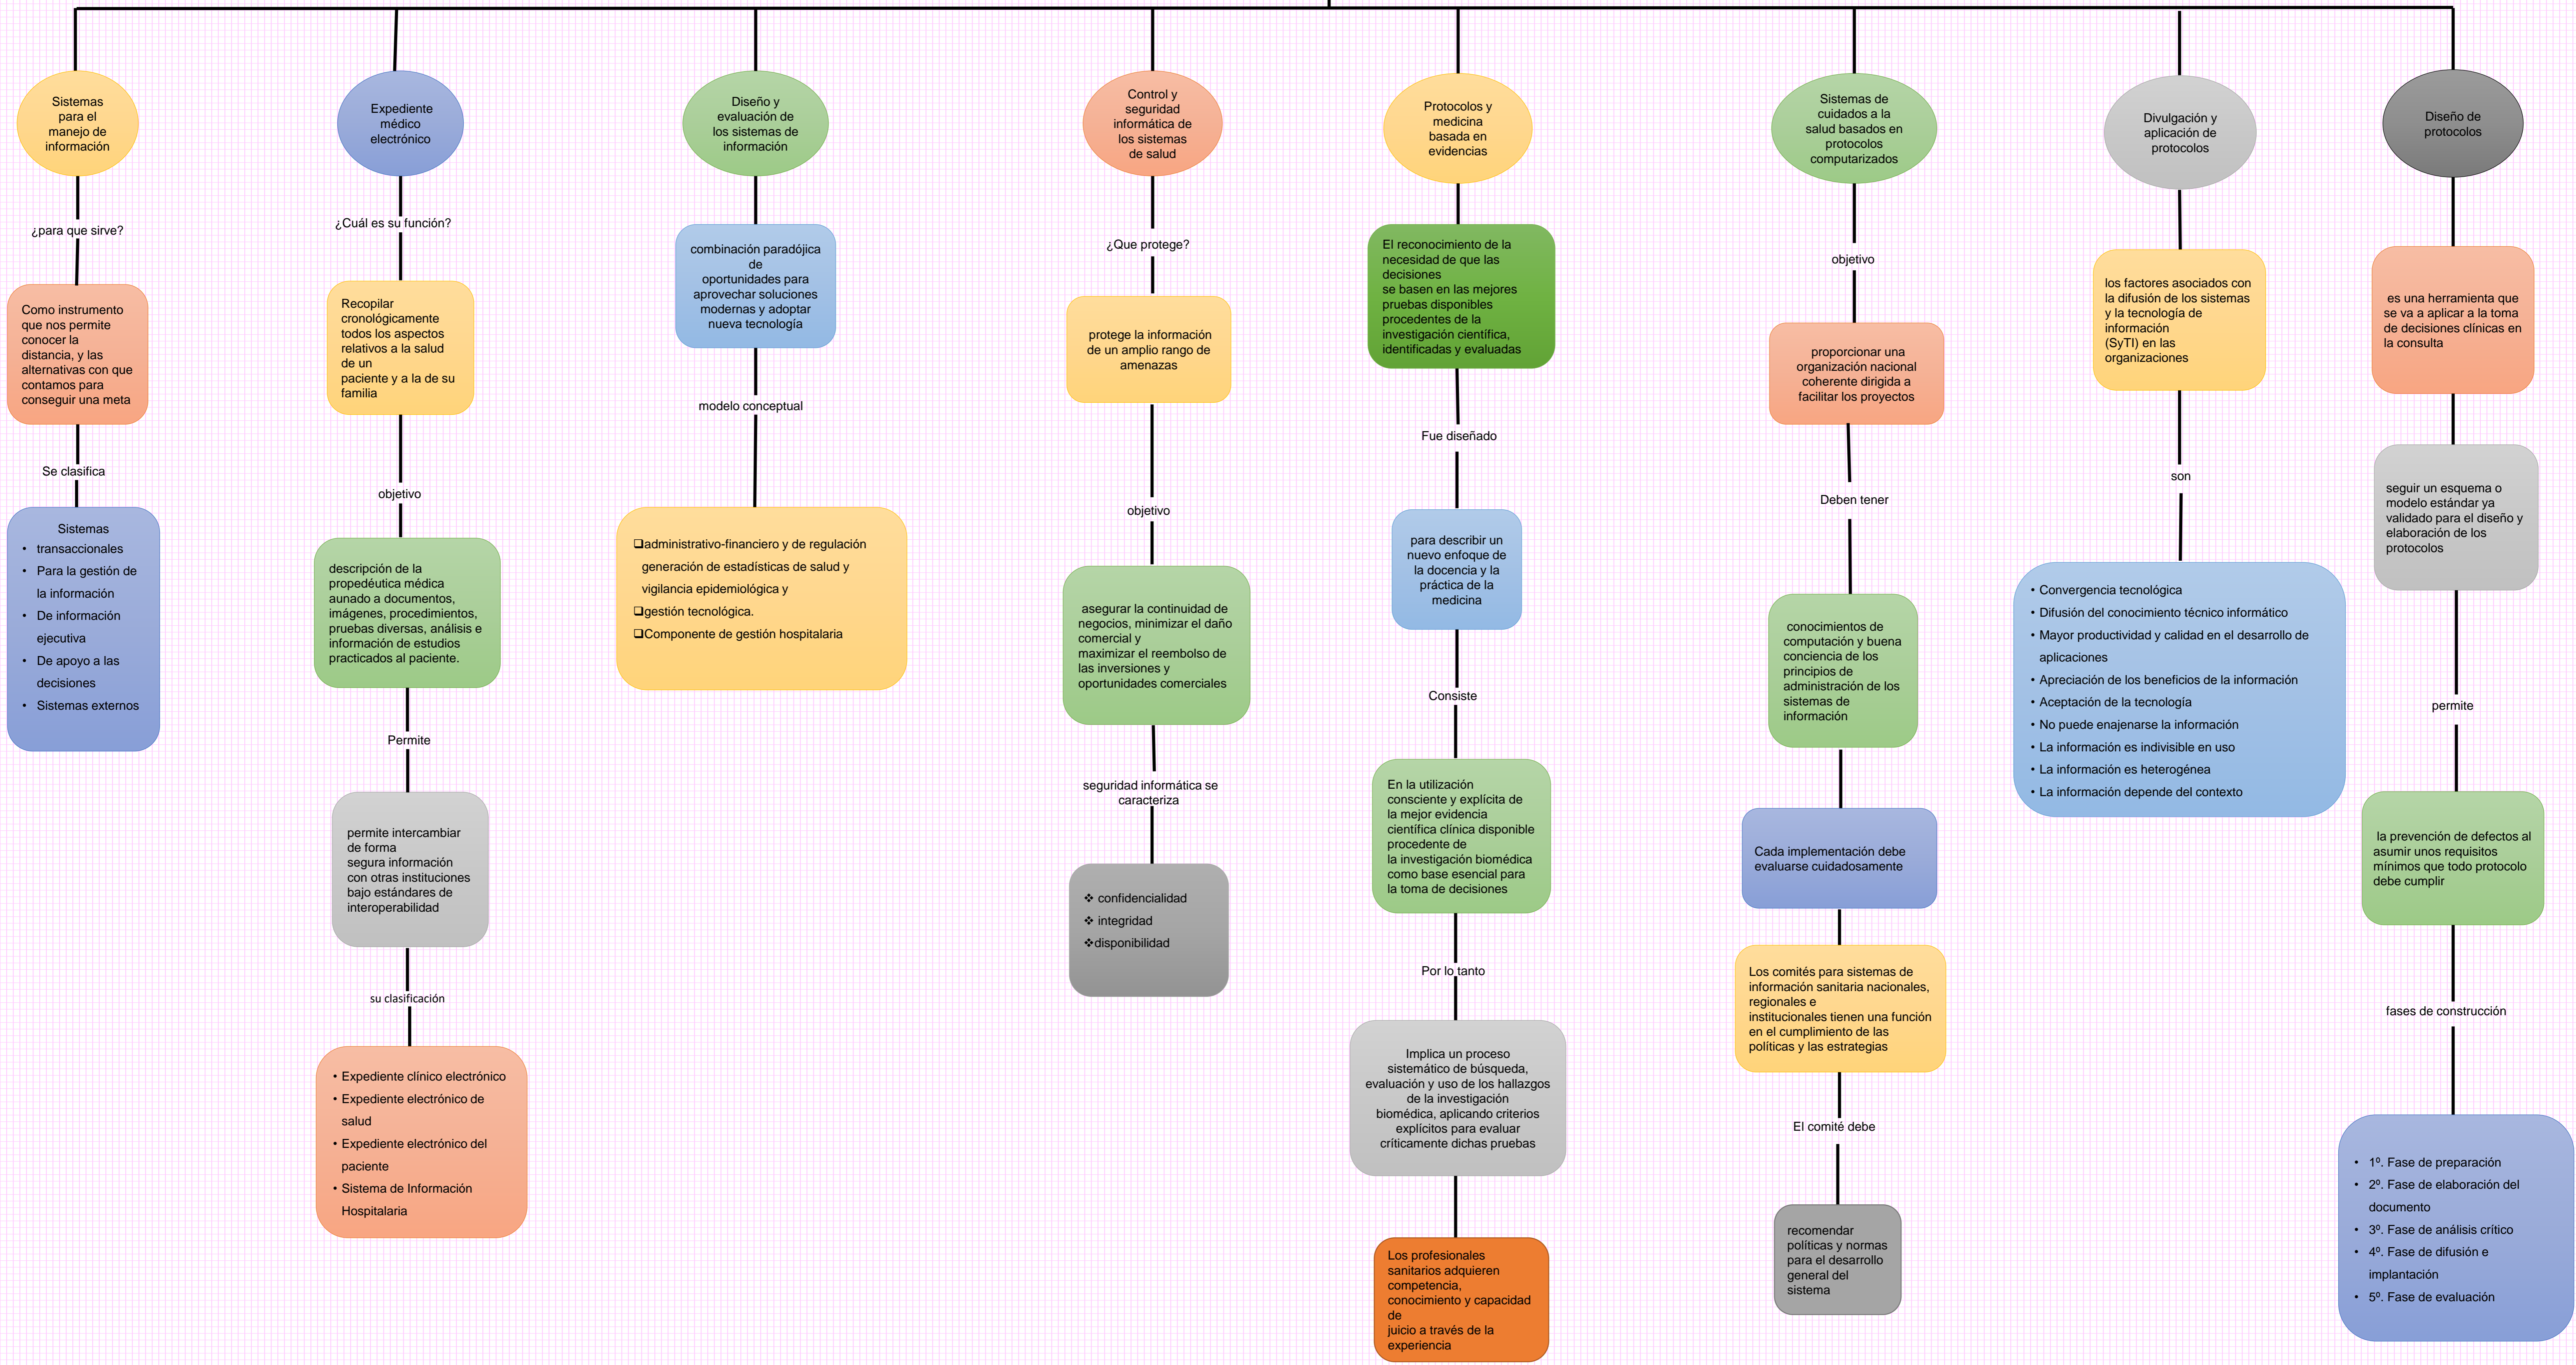 Sistemas
para el
manejo de
información
¿para que sirve?
Como instrumento
que nos permite
conocer la
distancia, y las
alternativas con que
contamos para
conseguir una meta
Se clasifica
Sistemas
• transaccionales
• Para la gestión de
la información
• De información
ejecutiva
• De apoyo a las
decisiones
• Sistemas externos
Expediente
médico
electrónico
¿Cuál es su función?
Recopilar
cronológicamente
todos los aspectos
relativos a la salud
de un
paciente y a la de su
familia
objetivo
descripción de la
propedéutica médica
aunado a documentos,
imágenes, procedimientos,
pruebas diversas, análisis e
información de estudios
practicados al paciente.
Permite
permite intercambiar
de forma
segura información
con otras instituciones
bajo estándares de
interoperabilidad
su clasificación
• Expediente clínico electrónico
• Expediente electrónico de
salud
• Expediente electrónico del
paciente
• Sistema de Información
Hospitalaria
Diseño y
evaluación de
los sistemas de
información
combinación paradójica
de
oportunidades para
aprovechar soluciones
modernas y adoptar
nueva tecnología
modelo conceptual
❑administrativo-financiero y de regulación
generación de estadísticas de salud y
vigilancia epidemiológica y
❑gestión tecnológica.
❑Componente de gestión hospitalaria
Control y
seguridad
informática de
los sistemas
de salud
¿Que protege?
protege la información
de un amplio rango de
amenazas
objetivo
asegurar la continuidad de
negocios, minimizar el daño
comercial y
maximizar el reembolso de
las inversiones y
oportunidades comerciales
seguridad informática se
caracteriza
❖ confidencialidad
❖ integridad
❖disponibilidad
Protocolos y
medicina
basada en
evidencias
El reconocimiento de la
necesidad de que las
decisiones
se basen en las mejores
pruebas disponibles
procedentes de la
investigación científica,
identificadas y evaluadas
Fue diseñado
para describir un
nuevo enfoque de
la docencia y la
práctica de la
medicina
Consiste
En la utilización
consciente y explícita de
la mejor evidencia
científica clínica disponible
procedente de
la investigación biomédica
como base esencial para
la toma de decisiones
Por lo tanto
Implica un proceso
sistemático de búsqueda,
evaluación y uso de los hallazgos
de la investigación
biomédica, aplicando criterios
explícitos para evaluar
críticamente dichas pruebas
Los profesionales
sanitarios adquieren
competencia,
conocimiento y capacidad
de
juicio a través de la
experiencia
Sistemas de
cuidados a la
salud basados en
protocolos
computarizados
objetivo
proporcionar una
organización nacional
coherente dirigida a
facilitar los proyectos
Deben tener
conocimientos de
computación y buena
conciencia de los
principios de
administración de los
sistemas de
información
Cada implementación debe
evaluarse cuidadosamente
Los comités para sistemas de
información sanitaria nacionales,
regionales e
institucionales tienen una función
en el cumplimiento de las
políticas y las estrategias
El comité debe
recomendar
políticas y normas
para el desarrollo
general del
sistema
Divulgación y
aplicación de
protocolos
los factores asociados con
la difusión de los sistemas
y la tecnología de
información
(SyTI) en las
organizaciones
son
• Convergencia tecnológica
• Difusión del conocimiento técnico informático
• Mayor productividad y calidad en el desarrollo de
aplicaciones
• Apreciación de los beneficios de la información
• Aceptación de la tecnología
• No puede enajenarse la información
• La información es indivisible en uso
• La información es heterogénea
• La información depende del contexto
Diseño de
protocolos
es una herramienta que
se va a aplicar a la toma
de decisiones clínicas en
la consulta
seguir un esquema o
modelo estándar ya
validado para el diseño y
elaboración de los
protocolos
permite
la prevención de defectos al
asumir unos requisitos
mínimos que todo protocolo
debe cumplir
fases de construcción
• 1º. Fase de preparación
• 2º. Fase de elaboración del
documento
• 3º. Fase de análisis crítico
• 4º. Fase de difusión e
implantación
• 5º. Fase de evaluación